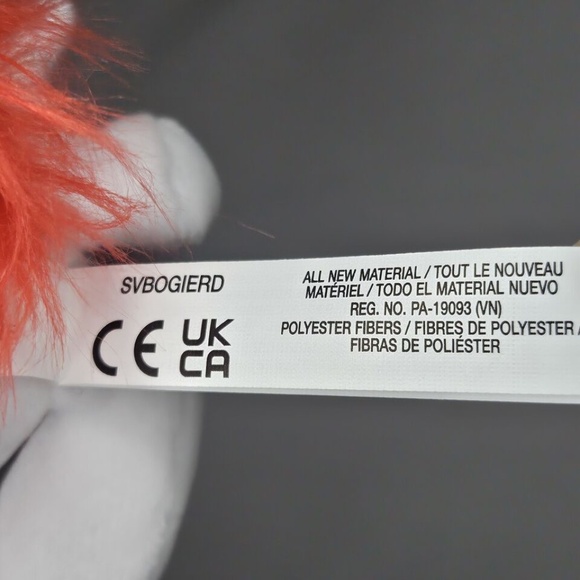 SVBOGIERD
CE UK
CA
ALL NEW MATERIAL / TOUT LE NOUVEAU
MATÉRIEL / TODO EL MATERIAL NUEVO
REG. NO. PA-19093 (VN)
POLYESTER FIBERS / FIBRES DE POLYESTER /
FIBRAS DE POLIÉSTER